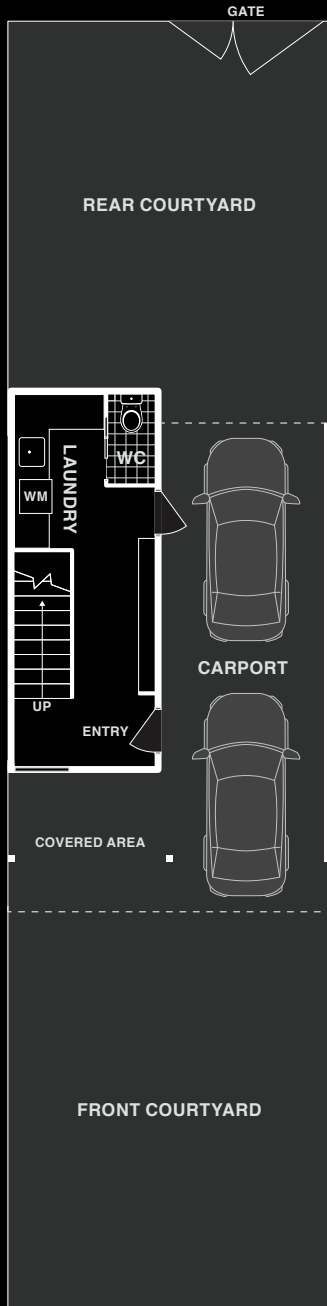 GATE
REAR COURTYARD
WC
LAUNDRY
WM
CARPORT
UP
ENTRY
COVERED AREA
FRONT COURTYARD